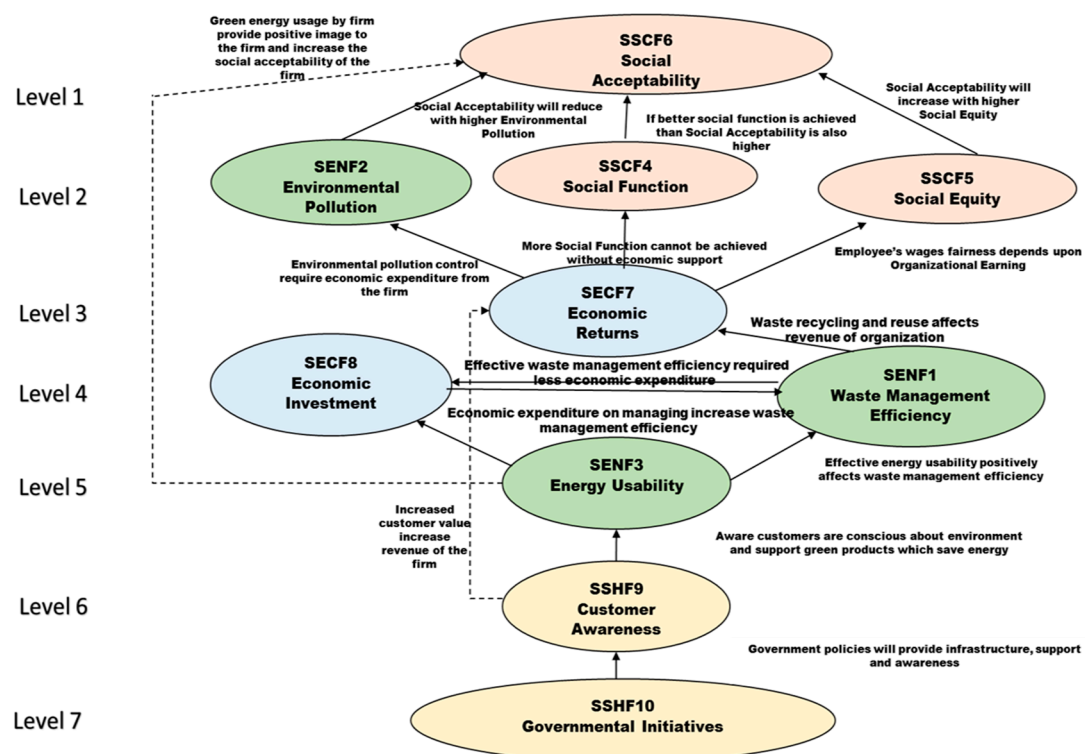 Green energy usage by firm
provide positive image to
the firm and increase the
social acceptability of the
firm
SSCF6
Social
Acceptability
Level 1
Social Acceptability will reduce
with higher Environmental
Pollution
If better social function is achieved
than Social Acceptability is also
higher
Social Acceptability will
increase with higher
Social Equity
Level 2
SENF2
Environmental
Pollution
SSCF4
Social Function
SSCF5
Social Equity
Environmental pollution control
require economic expenditure from
the firm
More Social Function cannot be achieved
without economic support
Employee's wages fairness depends upon
Organizational Earning
Level 3
SECF7
Economic
Returns
Waste recycling and reuse affects
revenue of organization
Level 4
SECF8
Economic
Investment
Effective waste management efficiency required
less economic expenditure
SENF1
Waste Management
Efficiency
Economic expenditure on managing increase waste
management efficiency
Level 5
SENF3
Energy Usability
Effective energy usability positively
affects waste management efficiency
Increased
customer value
increase
revenue of the
firm
Aware customers are conscious about environment
and support green products which save energy
Level 6
SSHF9
Customer
Awareness
Government policies will provide infrastructure, support
and awareness
Level 7
SSHF10
Governmental Initiatives